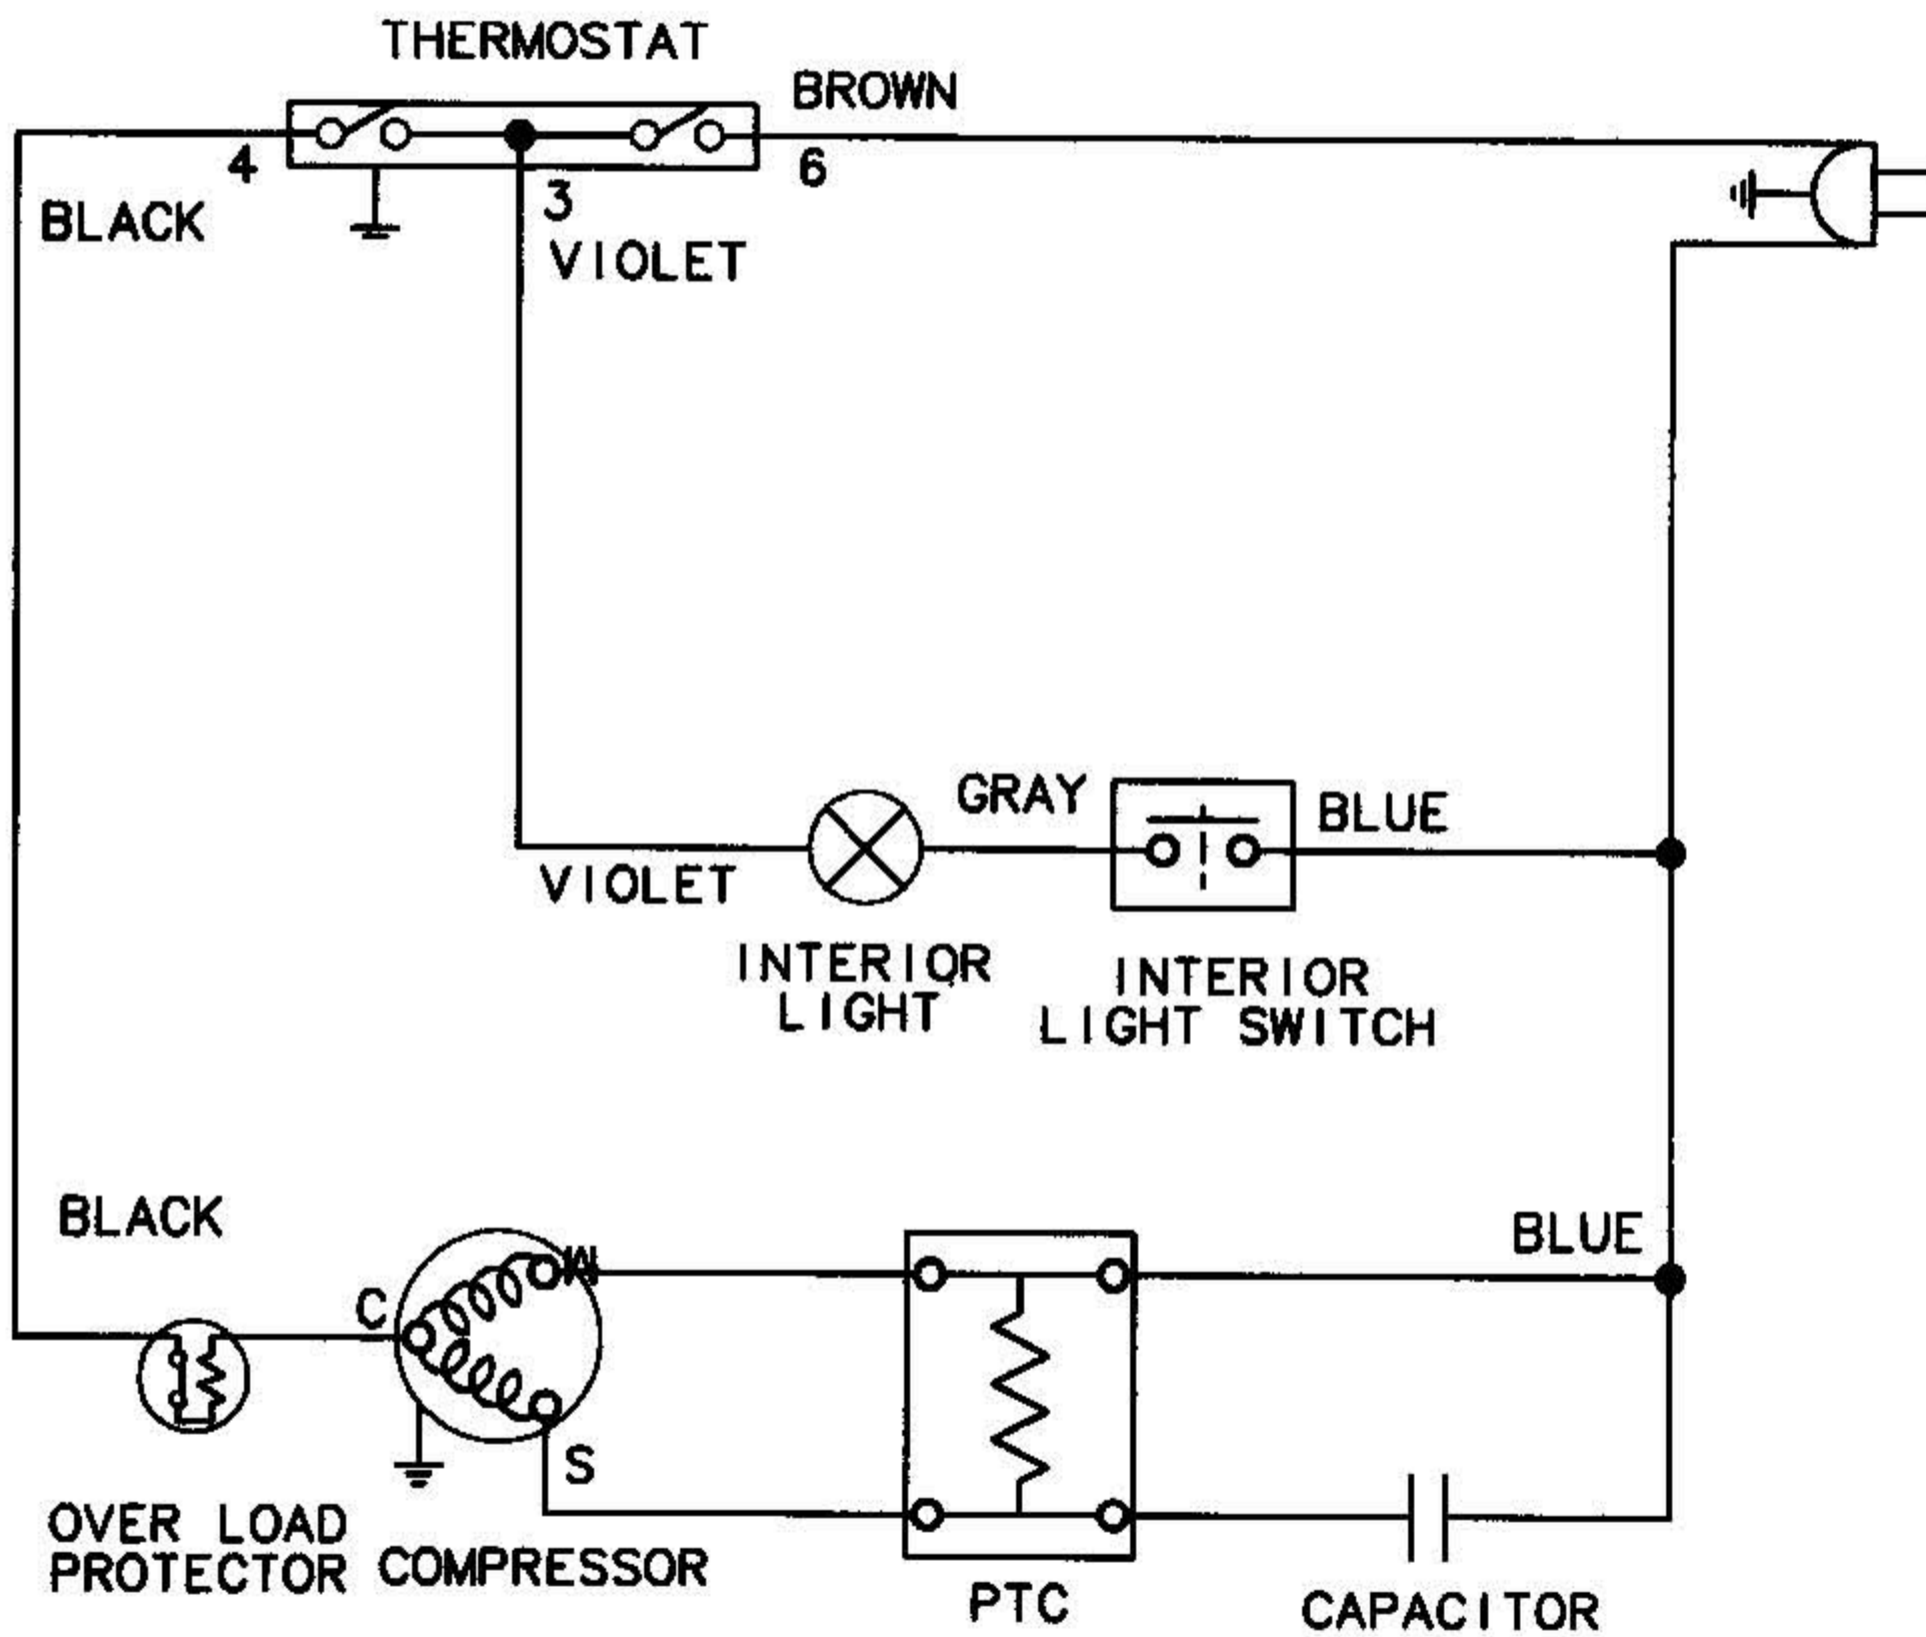 THERMOSTAT
BROWN
4
6
3
BLACK
VIOLET
GRAY
BLUE
VIOLET
INTERIOR
LIGHT
INTERIOR
LIGHT SWITCH
BLACK
BLUE
M
C
S
OVER LOAD
PROTECTOR
COMPRESSOR
PTC
CAPACITOR